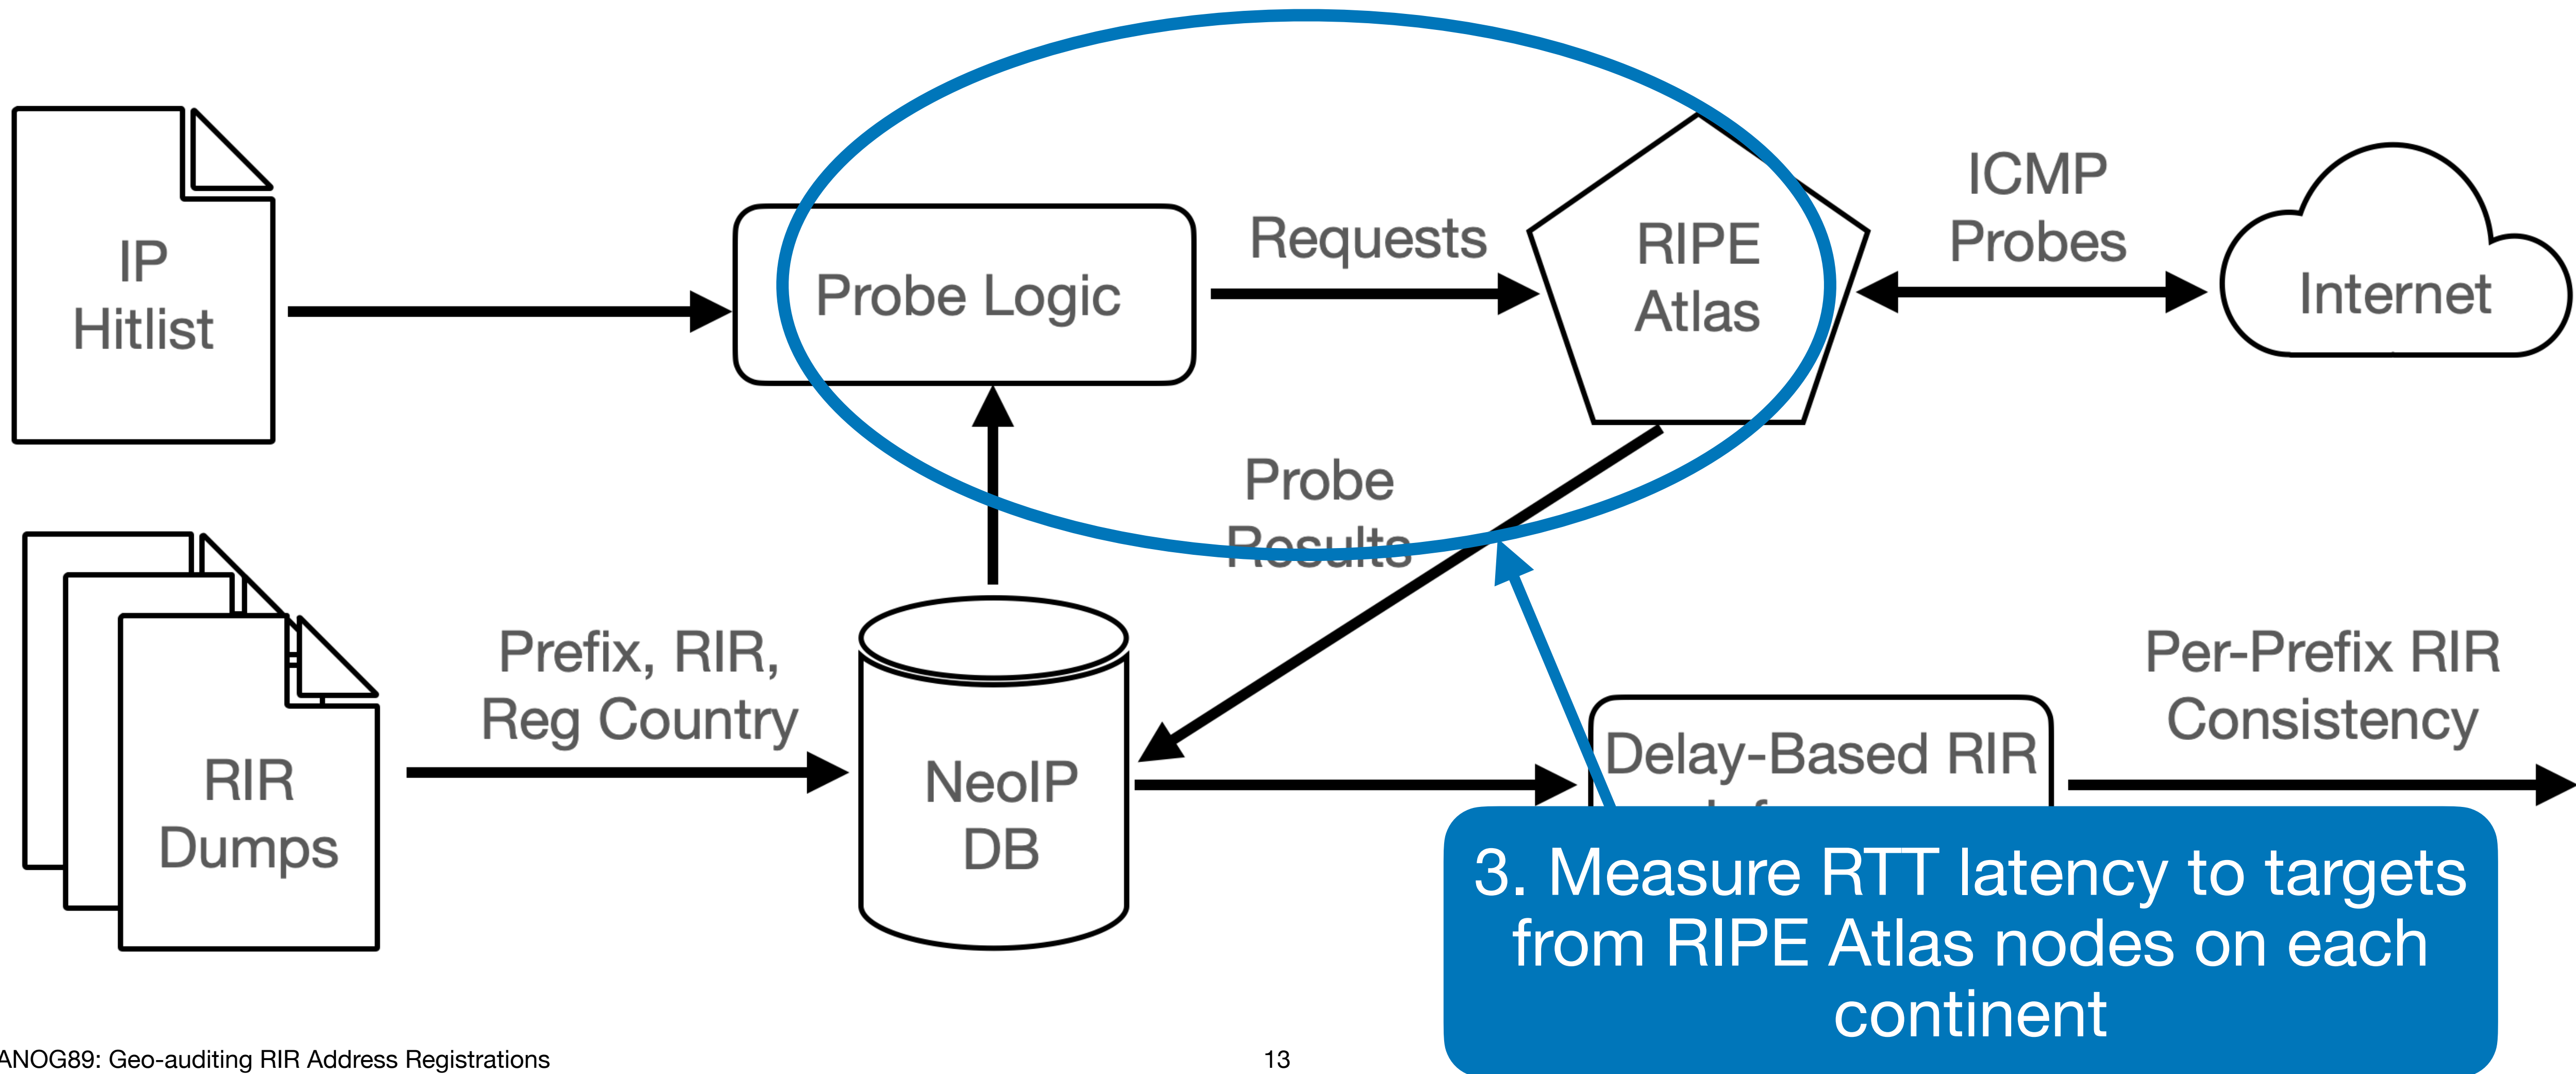 IP
Hitlist
Probe Logic
Requests
RIPE
Atlas
ICMP
Probes
Internet
Probe
Results
RIR
Dumps
Prefix, RIR,
Reg Country
NeoIP
DB
Delay-Based RIR
Per-Prefix RIR
Consistency
3. Measure RTT latency to targets
from RIPE Atlas nodes on each
continent
ANOG89: Geo-auditing RIR Address Registrations
13